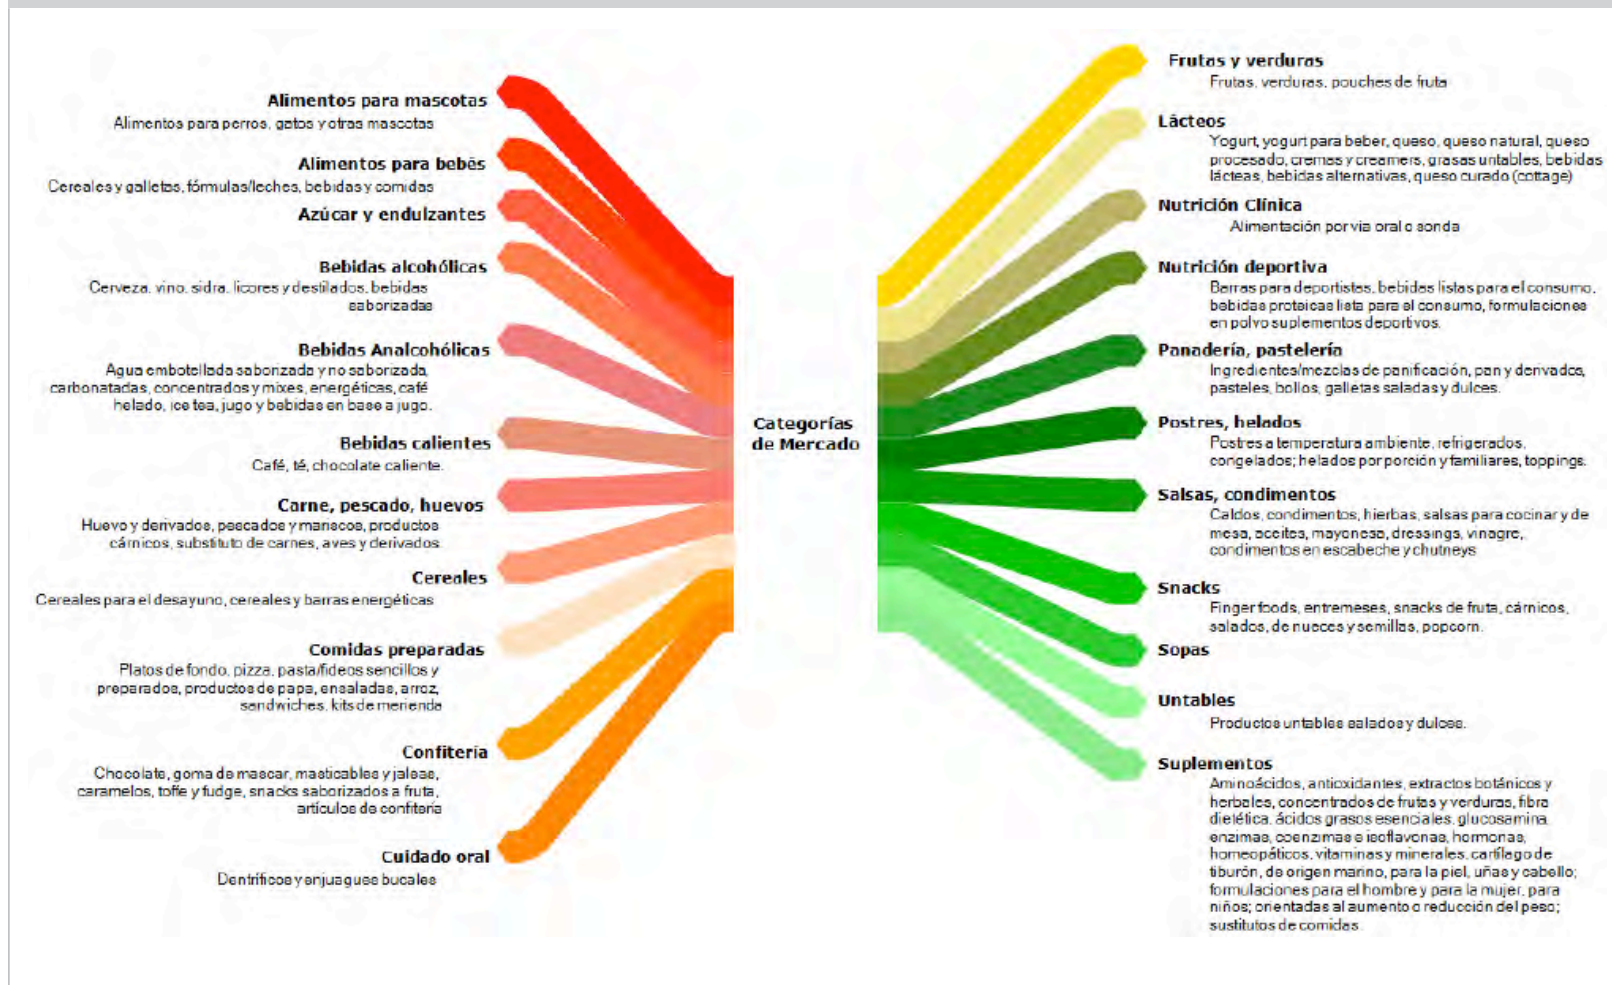 Alimentos para mascotas
Alimentos para perros, gatos y otras mascotas
Alimentos para bebés
Cereales y galletas, fórmulas/leches, bebidas y comidas
Azúcar y endulzantes
Bebidas alcohólicas
Cerveza, vino, sidra, licores y destilados, bebidas
saborizadas
Bebidas Analcohólicas
Agua embotellada saborizada y no saborizada,
carbonatadas, concentrados y mixes, energéticas, café
helado, ice tea, jugo y bebidas en base a jugo.
Bebidas calientes
Café, té, chocolate caliente.
Carne, pescado, huevos
Huevo y derivados, pescados y mariscos, productos
cárnicos, substituto de carnes, aves y derivados
Cereales
Cereales para el desayuno, cereales y barras energéticas
Comidas preparadas
Platos de fondo, pizza, pasta/fideos sencillos y
preparados, productos de papa, ensaladas, arroz,
sandwiches, kits de merienda
Confitería
Chocolate, goma de mascar, masticables y jaleas,
caramelos, toffe y fudge, snacks saborizados a fruta,
artículos de confitería
Cuidado oral
Dentríficos y enjuagues bucales
Categorías
de Mercado
Frutas y verduras
Frutas, verduras, pouches de fruta
Lácteos
Yogurt, yogurt para beber, queso, queso natural, queso
procesado, cremas y creamers, grasas untables, bebidas
lácteas, bebidas alternativas, queso curado (cottage)
Nutrición Clínica
Alimentación por via oral o sonda
Nutrición deportiva
Barras para deportistas, bebidas listas para el consumo,
bebidas proteicas lista para el consumo, formulaciones
en polvo suplementos deportivos.
Panadería, pastelería
Ingredientes/mezclas de panificación, pan y derivados,
pasteles, bollos, galletas saladas y dulces.
Postres, helados
Postres a temperatura ambiente, refrigerados,
congelados; helados por porción y familiares, toppings.
Salsas, condimentos
Caldos, condimentos, hierbas, salsas para cocinar y de
mesa, aceites, mayonesa, dressings, vinagre,
condimentos en escabeche y chutneys
Snacks
Finger foods, entremeses, snacks de fruta, cárnicos,
salados, de nueces y semillas, popcorn.
Sopas
Untables
Productos untables salados y dulces.
Suplementos
Aminoácidos, antioxidantes, extractos botánicos y
herbales, concentrados de frutas y verduras, fibra
dietética, ácidos grasos esenciales, glucosamina,
enzimas, coenzimas e isoflavonas, hormonas,
homeopáticos, vitaminas y minerales, cartílago de
tiburón, de origen marino, para la piel, uñas y cabello;
formulaciones para el hombre y para la mujer, para
niños; orientadas al aumento o reducción del peso;
sustitutos de comidas